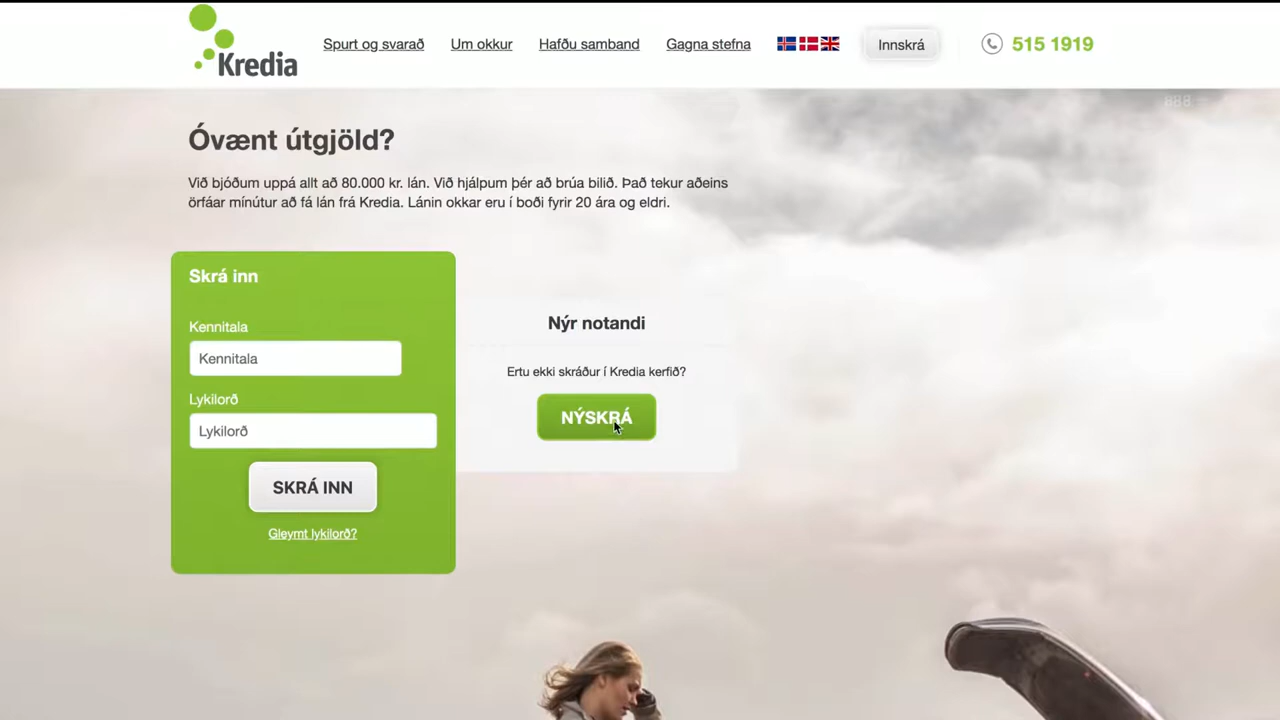 Kredia
Spurt og svarað
Um okkur
Hafðu samband
Gagna stefna
Innskrá
515 1919
Óvænt útgjöld?
Við bjóðum uppá allt að 80.000 kr. lán. Við hjálpum þér að brúa bilið. Það tekur aðeins
örfáar mínútur að fá lán frá Kredia. Lánin okkar eru í boði fyrir 20 ára og eldri.
Skrá inn
Kennitala
Kennitala
Lykilorð
Lykilorð
SKRÁ INN
Gleymt lykilorð?
Nýr notandi
Ertu ekki skráður í Kredia kerfið?
NÝSKRÁ